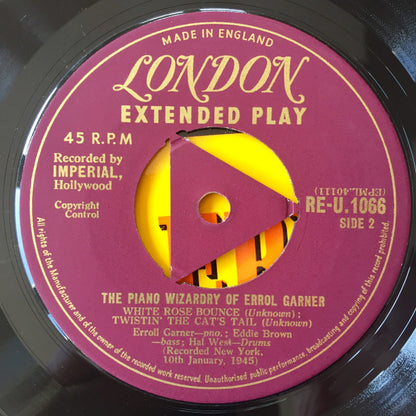 MADE IN ENGLAND
LONDON
EXTENDED PLAY
45 R.P.M
Recorded by
IMPERIAL,
Hollywood
Copyright
Control
(EPML.40111)
RE-U.1066
SIDE 2
THE PIANO WIZARDRY OF ERROL GARNER
WHITE ROSE BOUNCE (Unknown);
TWISTIN' THE CAT'S TAIL (Unknown)
Erroll Garner—pno.; Eddie Brown
—bass; Hal West—Drums
(Recorded New York,
10th January, 1945)
All rights of the Manufacturer and of the owner of the recorded work reserved. Unauthorised public performance, broadcasting and copying of this record prohibited.